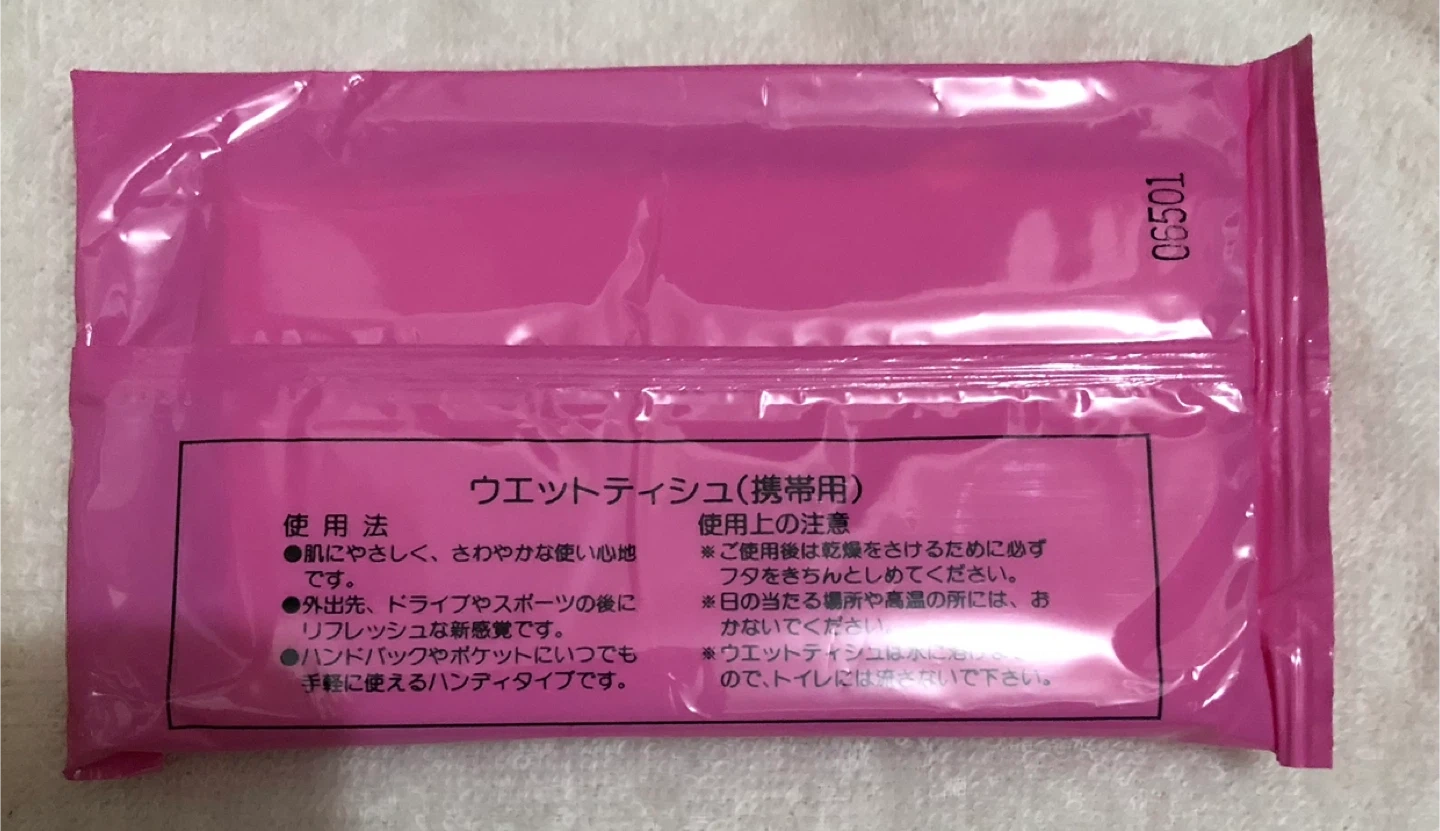 06501
ウエットティシュ(携帯用)
使用法
●肌にやさしく、さわやかな使い心地
です。
●外出先、ドライブやスポーツの後に
リフレッシュな新感覚です。
●ハンドバックやポケットにいつでも
手軽に使えるハンディタイプです。
使用上の注意
※ご使用後は乾燥をさけるために必ず
フタをきちんとしめてください。
※日の当たる場所や高温の所には、お
かないでください。
※ウエットティシュは水に溶けま
ので、トイレには流さないで下さい。